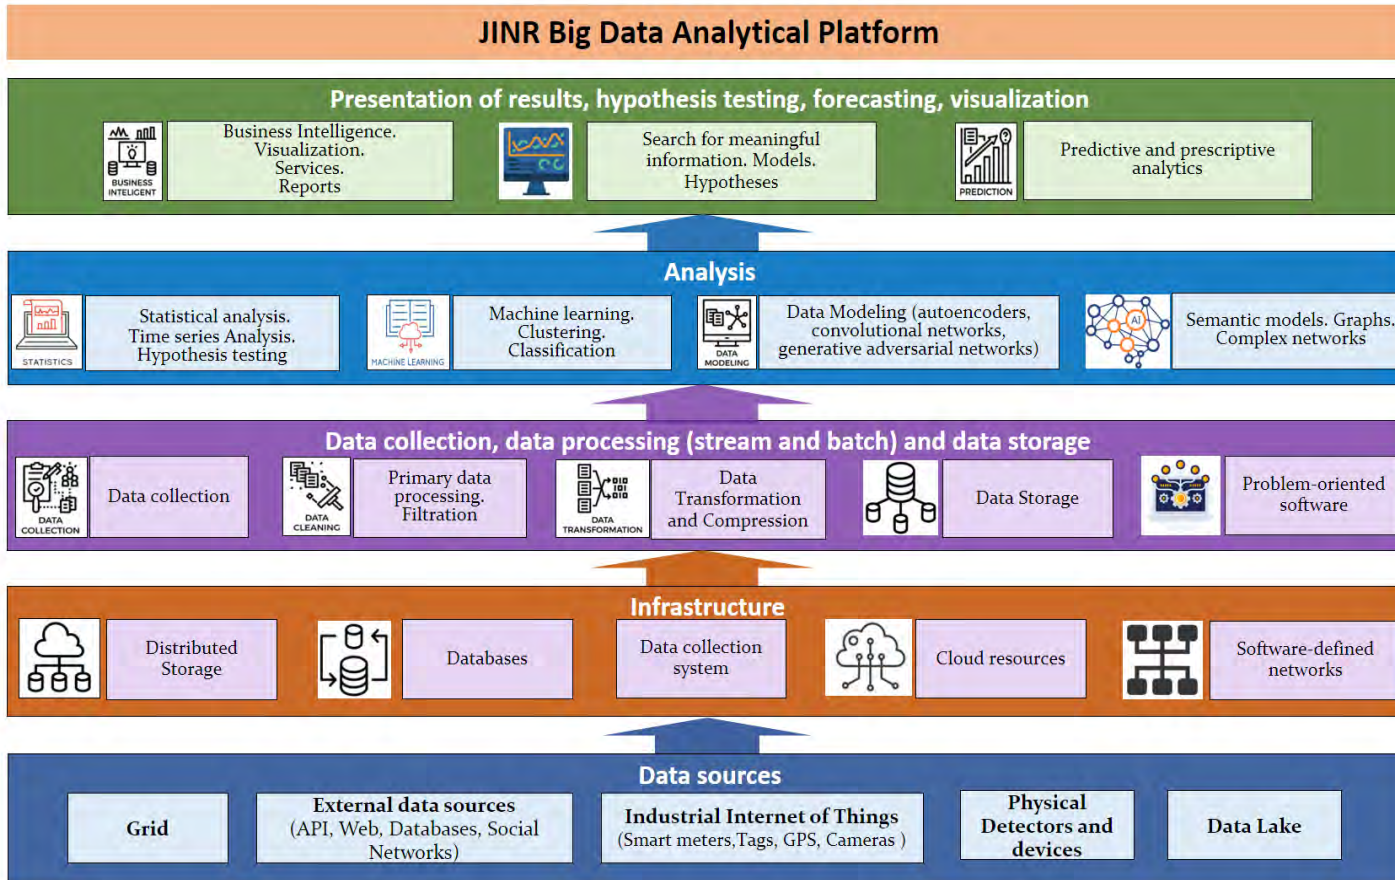 JINR Big Data Analytical Platform
Presentation of results, hypothesis testing, forecasting, visualization
BUSINESS
INTELIGENT
Business Intelligence.
Visualization.
Services.
Reports
Search for meaningful
information. Models.
Hypotheses
PREDICTION
Predictive and prescriptive
analytics
Analysis
STATISTICS
Statistical analysis.
Time series Analysis.
Hypothesis testing
MACHINE LEARNING
Machine learning.
Clustering.
Classification
DATA
MODELING
Data Modeling (autoencoders,
convolutional networks,
generative adversarial networks)
AI
Semantic models. Graphs.
Complex networks
Data collection, data processing (stream and batch) and data storage
DATA
COLLECTION
Data collection
DATA
CLEANING
Primary data
processing.
Filtration
DATA
TRANSFORMATION
Data
Transformation
and Compression
Data Storage
Problem-oriented
software
Infrastructure
Distributed
Storage
Databases
Data collection
system
Cloud resources
Software-defined
networks
Data sources
Grid
External data sources
(API, Web, Databases, Social
Networks)
Industrial Internet of Things
(Smart meters,Tags, GPS, Cameras )
Physical
Detectors and
devices
Data Lake